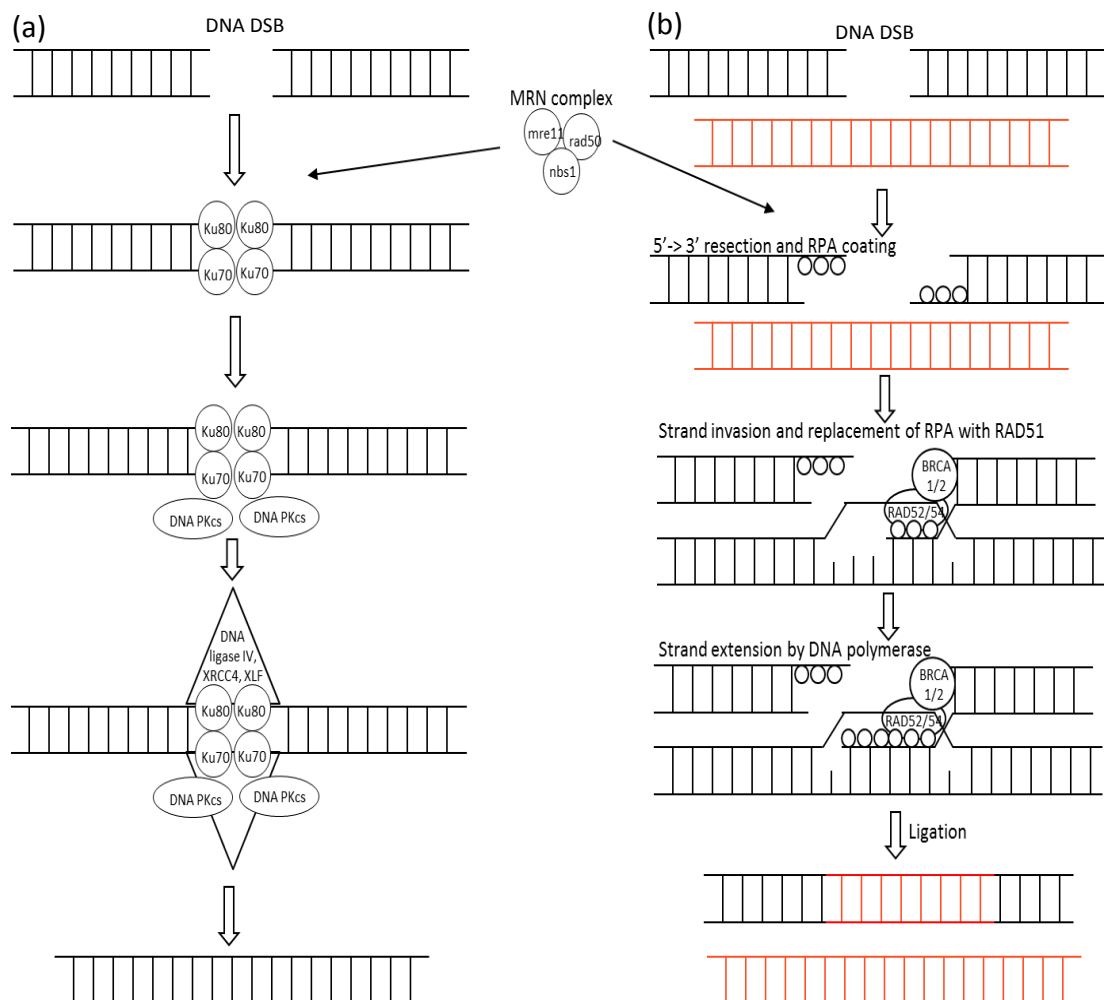 (a)
DNA DSB
Ku80 Ku80
Ku70 Ku70
Ku80 Ku80
Ku70 Ku70
DNA PKcs DNA PKcs
DNA
ligase IV,
XRCC4, XLF
Ku80 Ku80
Ku70 Ku70
DNA PKcs DNA PKcs
MRN complex
mre11 rad50
nbs1
(b)
DNA DSB
5'-> 3' resection and RPA coating
Strand invasion and replacement of RPA with RAD51
BRCA
1/2
RAD52/54
Strand extension by DNA polymerase
BRCA
1/2
RAD52/54
Ligation